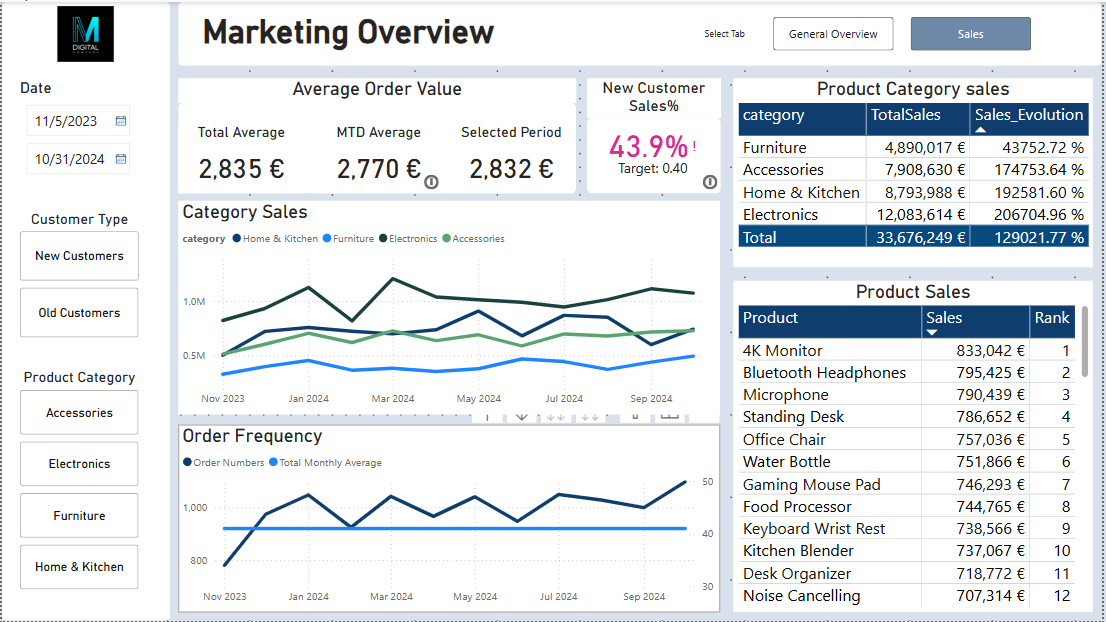 M
DIGITAL
Marketing Overview
Select Tab
General Overview
Sales
Date
11/5/2023
10/31/2024
Customer Type
New Customers
Old Customers
Product Category
Accessories
Electronics
Furniture
Home & Kitchen
Average Order Value
Total Average
MTD Average
Selected Period
2,835 €
2,770 €
2,832 €
New Customer
Sales%
43.9%!
Target: 0.40
Category Sales
category Home & Kitchen Furniture Electronics Accessories
1.0M
0.5M
Nov 2023 Jan 2024 Mar 2024 May 2024 Jul 2024 Sep 2024
Order Frequency
Order Numbers Total Monthly Average
1,000
800
50
40
30
Nov 2023 Jan 2024 Mar 2024 May 2024 Jul 2024 Sep 2024
Product Category sales
category TotalSales Sales_Evolution
Furniture 4,890,017 € 43752.72 %
Accessories 7,908,630 € 174753.64 %
Home & Kitchen 8,793,988 € 192581.60 %
Electronics 12,083,614 € 206704.96 %
Total 33,676,249 € 129021.77 %
Product Sales
Product Sales Rank
4K Monitor 833,042 € 1
Bluetooth Headphones 795,425 € 2
Microphone 790,439 € 3
Standing Desk 786,652 € 4
Office Chair 757,036 € 5
Water Bottle 751,866 € 6
Gaming Mouse Pad 746,293 € 7
Food Processor 744,765 € 8
Keyboard Wrist Rest 738,566 € 9
Kitchen Blender 737,067 € 10
Desk Organizer 718,772 € 11
Noise Cancelling 707,314 € 12